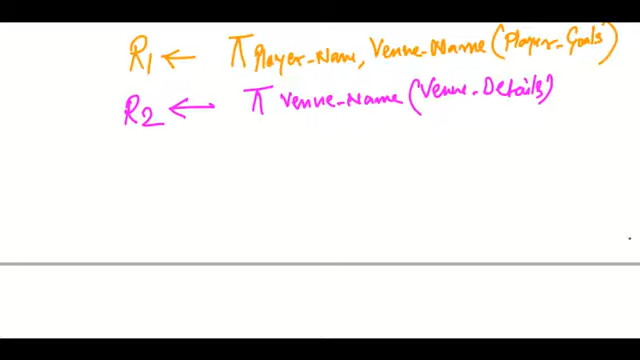 R1 ← π Player-Name, Venue-Name (Player-Goals)
R2 ← π Venue-Name (Venue-Details)